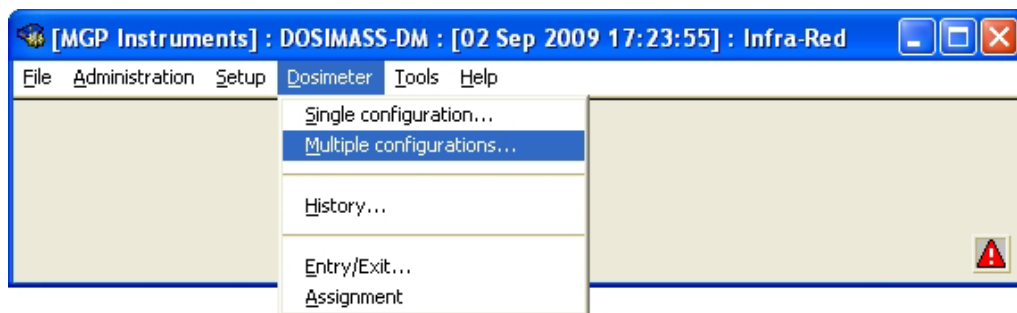 [MGP Instruments] : DOSIMASS-DM : [02 Sep 2009 17:23:55] : Infra-Red
File Administration Setup Dosimeter Tools Help
Single configuration...
Multiple configurations...
History...
Entry/Exit...
Assignment